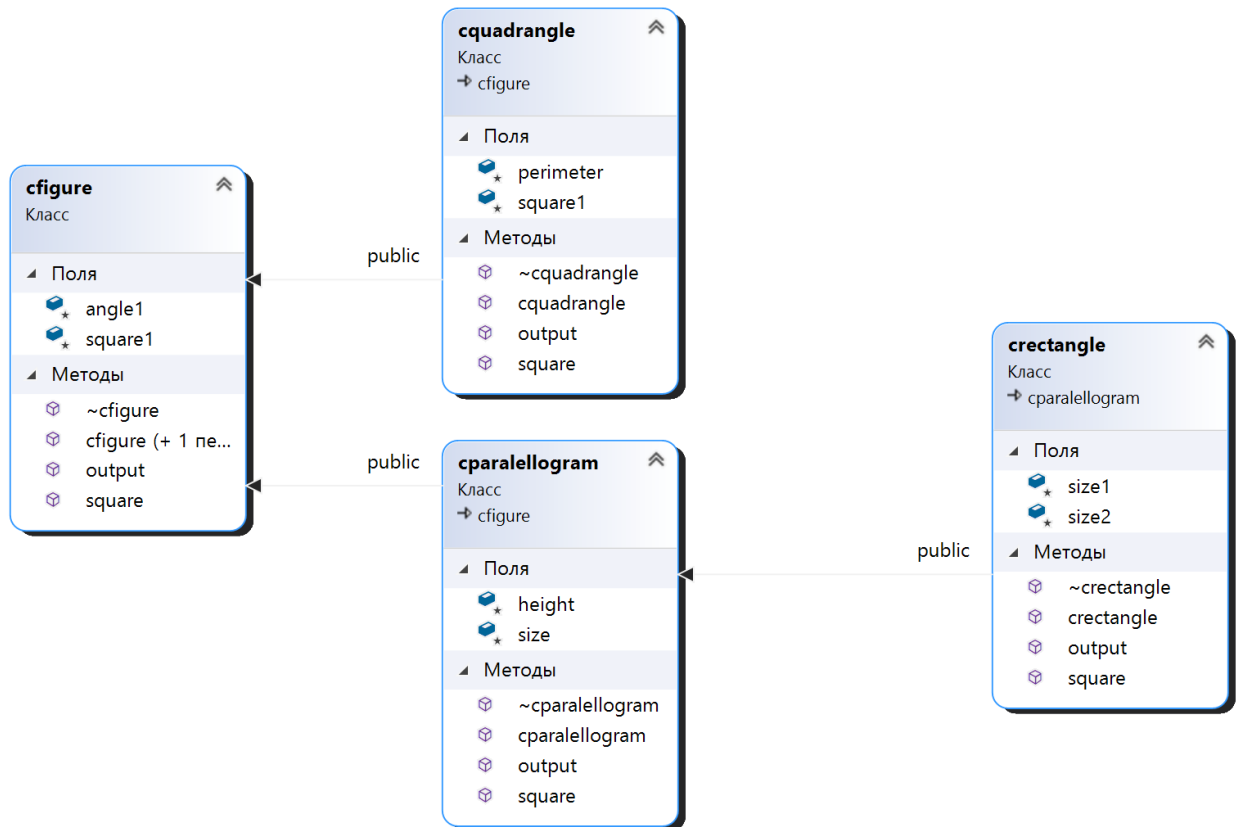 cfigure
Класс
Поля
angle1
square1
Методы
~cfigure
cfigure (+ 1 пе...
output
square
public
cquadrangle
Класс
cfigure
Поля
perimeter
square1
Методы
~cquadrangle
cquadrangle
output
square
public
cparalellogram
Класс
cfigure
Поля
height
size
Методы
~cparalellogram
cparalellogram
output
square
public
crectangle
Класс
cparalellogram
Поля
size1
size2
Методы
~crectangle
crectangle
output
square